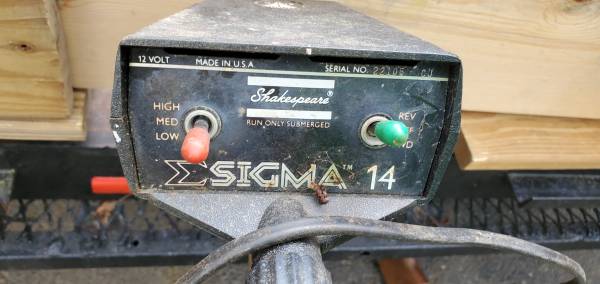 12 VOLT MADE IN U.S.A SERIAL NO.
Shakespeare®
RUN ONLY SUBMERGED
HIGH
MED
LOW
REV
ΣSIGMA™ 14